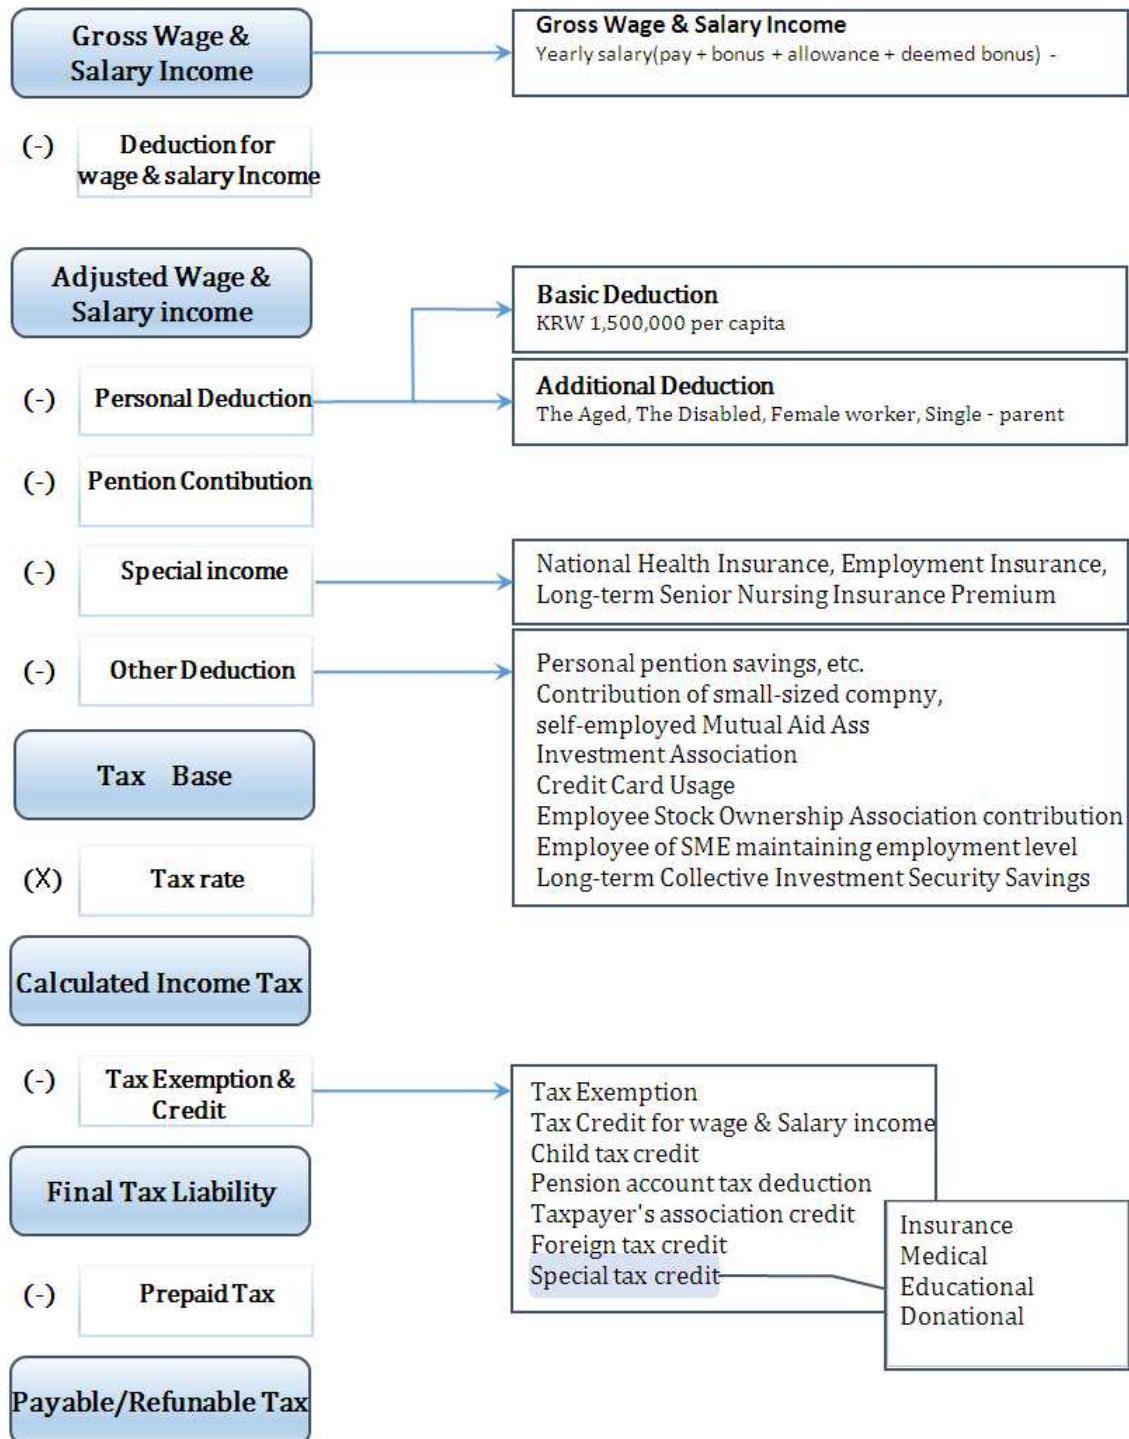 Gross Wage &
Salary Income
Gross Wage & Salary Income
Yearly salary(pay + bonus + allowance + deemed bonus) -
(-)
Deduction for
wage & salary Income
Adjusted Wage &
Salary income
Basic Deduction
KRW 1,500,000 per capita
(-)
Personal Deduction
Additional Deduction
The Aged, The Disabled, Female worker, Single - parent
(-)
Pention Contibution
(-)
Special income
National Health Insurance, Employment Insurance,
Long-term Senior Nursing Insurance Premium
(-)
Other Deduction
Personal pention savings, etc.
Contribution of small-sized compny,
self-employed Mutual Aid Ass
Investment Association
Credit Card Usage
Employee Stock Ownership Association contribution
Employee of SME maintaining employment level
Long-term Collective Investment Security Savings
Tax Base
(X)
Tax rate
Calculated Income Tax
(-)
Tax Exemption &
Credit
Tax Exemption
Tax Credit for wage & Salary income
Child tax credit
Pension account tax deduction
Taxpayer's association credit
Foreign tax credit
Special tax credit
Insurance
Medical
Educational
Donational
Final Tax Liability
(-)
Prepaid Tax
Payable/Refundable Tax